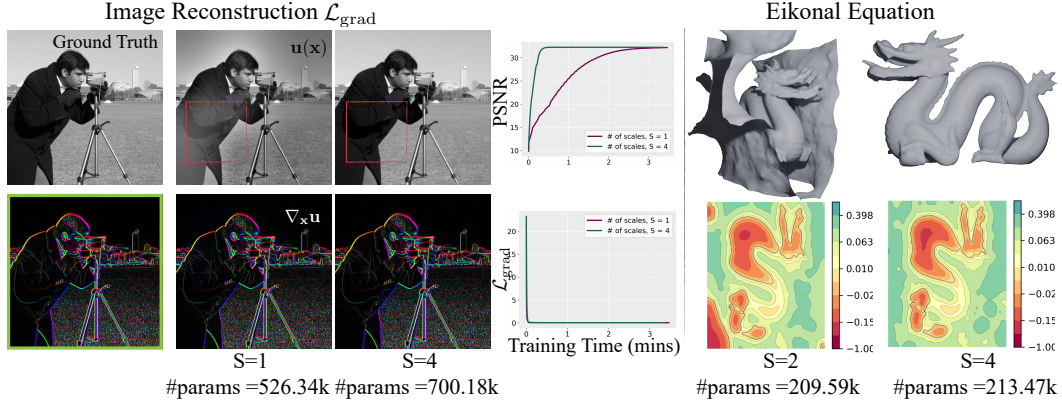 Image Reconstruction ℒgrad
Eikonal Equation
Ground Truth
u(x)
PSNR
30
25
20
15
10
# of scales, S = 1
# of scales, S = 4
0
1
2
3
∇ₓu
ℒgrad
20
15
10
5
0
# of scales, S = 1
# of scales, S = 4
0
1
2
3
Training Time (mins)
0.398
0.063
0.010
−0.02
−0.15
−1.00
0.398
0.063
0.010
−0.02
−0.15
−1.00
S=1
S=4
S=2
S=4
#params =526.34k
#params =700.18k
#params =209.59k
#params =213.47k